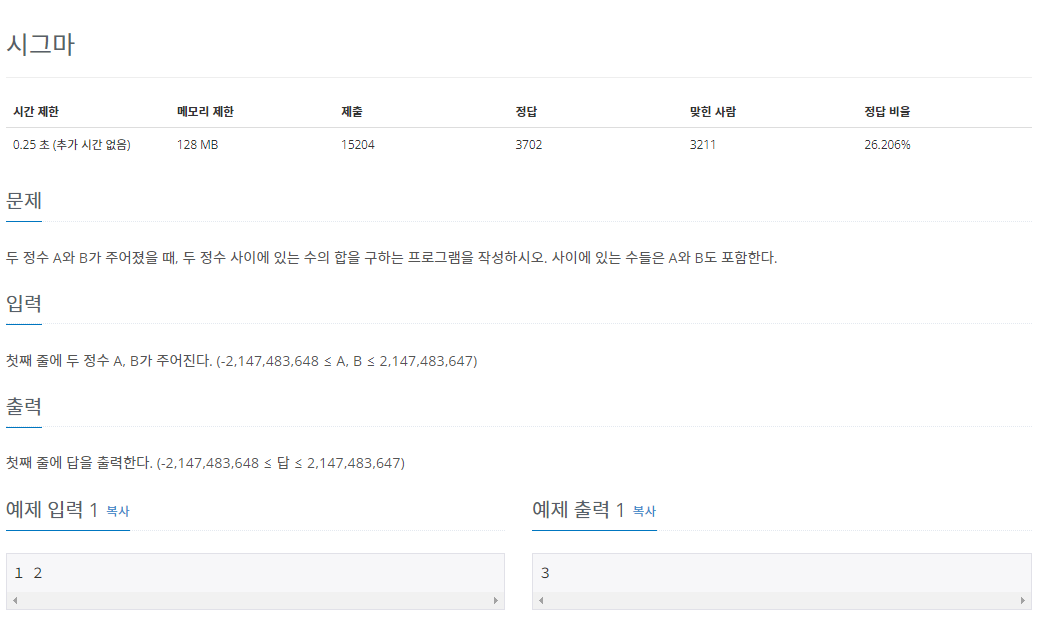 시그마
시간 제한 메모리 제한 제출 정답 맞힌 사람 정답 비율
0.25 초 (추가 시간 없음) 128 MB 15204 3702 3211 26.206%
문제
두 정수 A와 B가 주어졌을 때, 두 정수 사이에 있는 수의 합을 구하는 프로그램을 작성하시오. 사이에 있는 수들은 A와 B도 포함한다.
입력
첫째 줄에 두 정수 A, B가 주어진다. (-2,147,483,648 ≤ A, B ≤ 2,147,483,647)
출력
첫째 줄에 답을 출력한다. (-2,147,483,648 ≤ 답 ≤ 2,147,483,647)
예제 입력 1 복사
1 2
예제 출력 1 복사
3